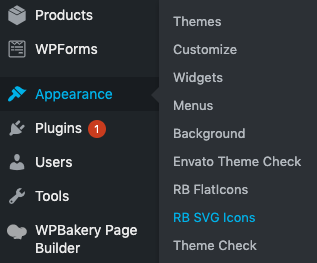 Products
WPForms
Appearance
Plugins 1
Users
Tools
WPBakery Page
Builder
Themes
Customize
Widgets
Menus
Background
Envato Theme Check
RB FlatIcons
RB SVG Icons
Theme Check